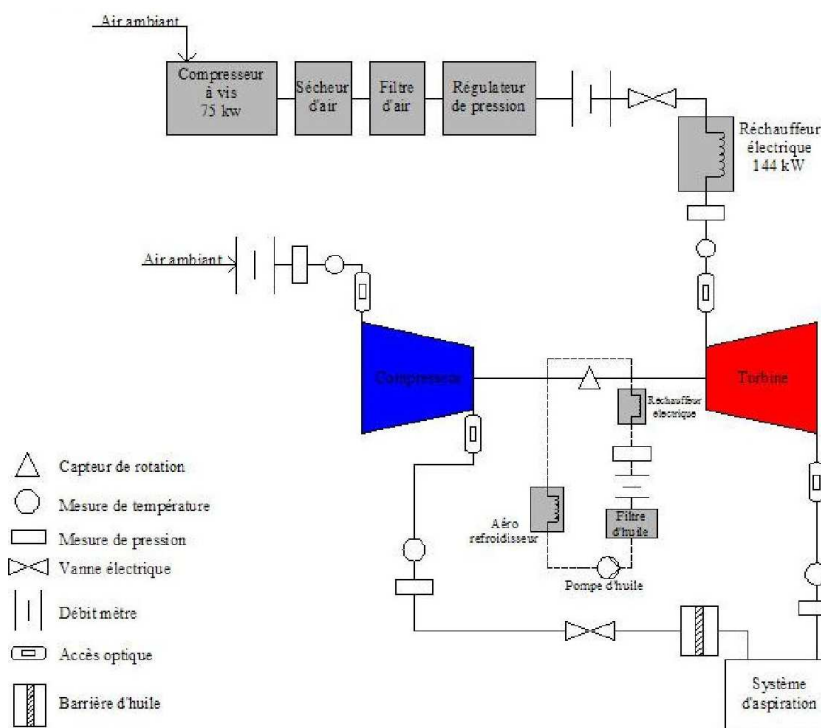 Air ambiant
Compresseur
à vis
75 kw
Sécheur
d'air
Filtre
d'air
Régulateur
de pression
Réchauffeur
électrique
144 kW
Air ambiant
Compresseur
Turbine
Réchauffeur
électrique
Aéro
refroidisseur
Filtre
d'huile
Pompe d'huile
Capteur de rotation
Mesure de température
Mesure de pression
Vanne électrique
Débit mètre
Accès optique
Barrière d'huile
Système
d'aspiration